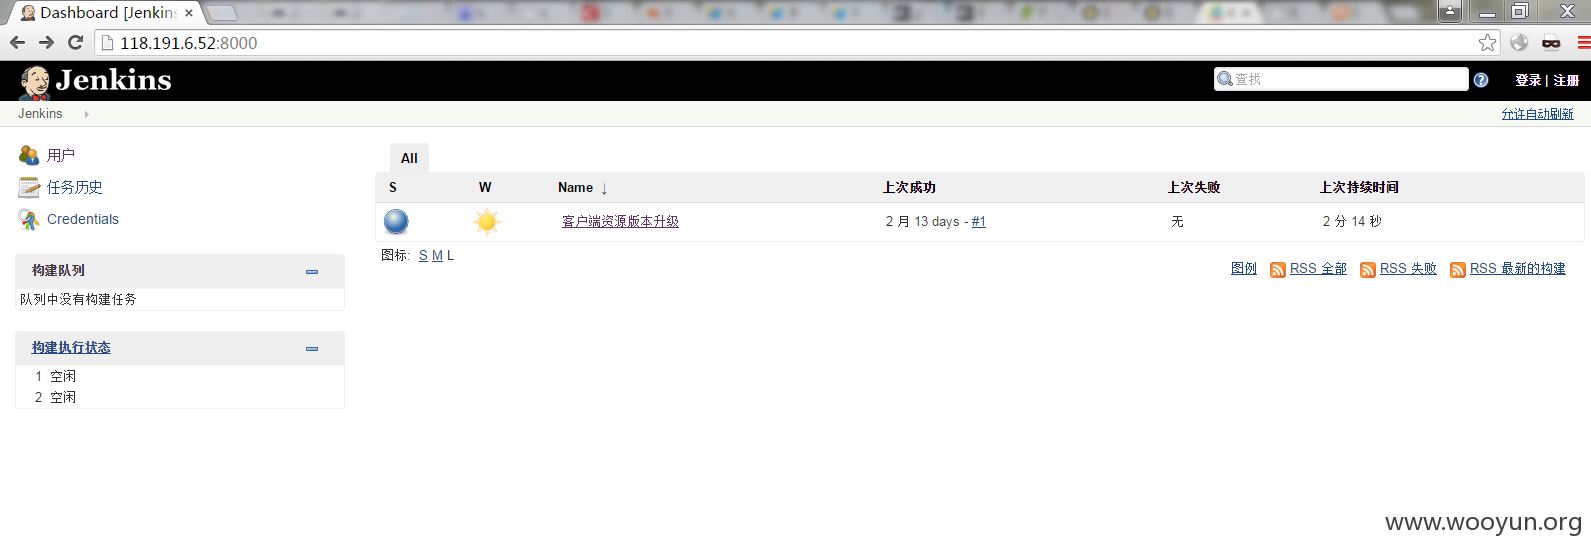 Dashboard [Jenkins
118.191.6.52:8000
Jenkins
查找
登录 | 注册
Jenkins
允许自动刷新
用户
任务历史
Credentials
构建队列
队列中没有构建任务
构建执行状态
1 空闲
2 空闲
All
S W Name ↓ 上次成功 上次失败 上次持续时间
客户端资源版本升级 2 月 13 days - #1 无 2 分 14 秒
图标: S M L
图例 RSS 全部 RSS 失败 RSS 最新的构建
www.wooyun.org